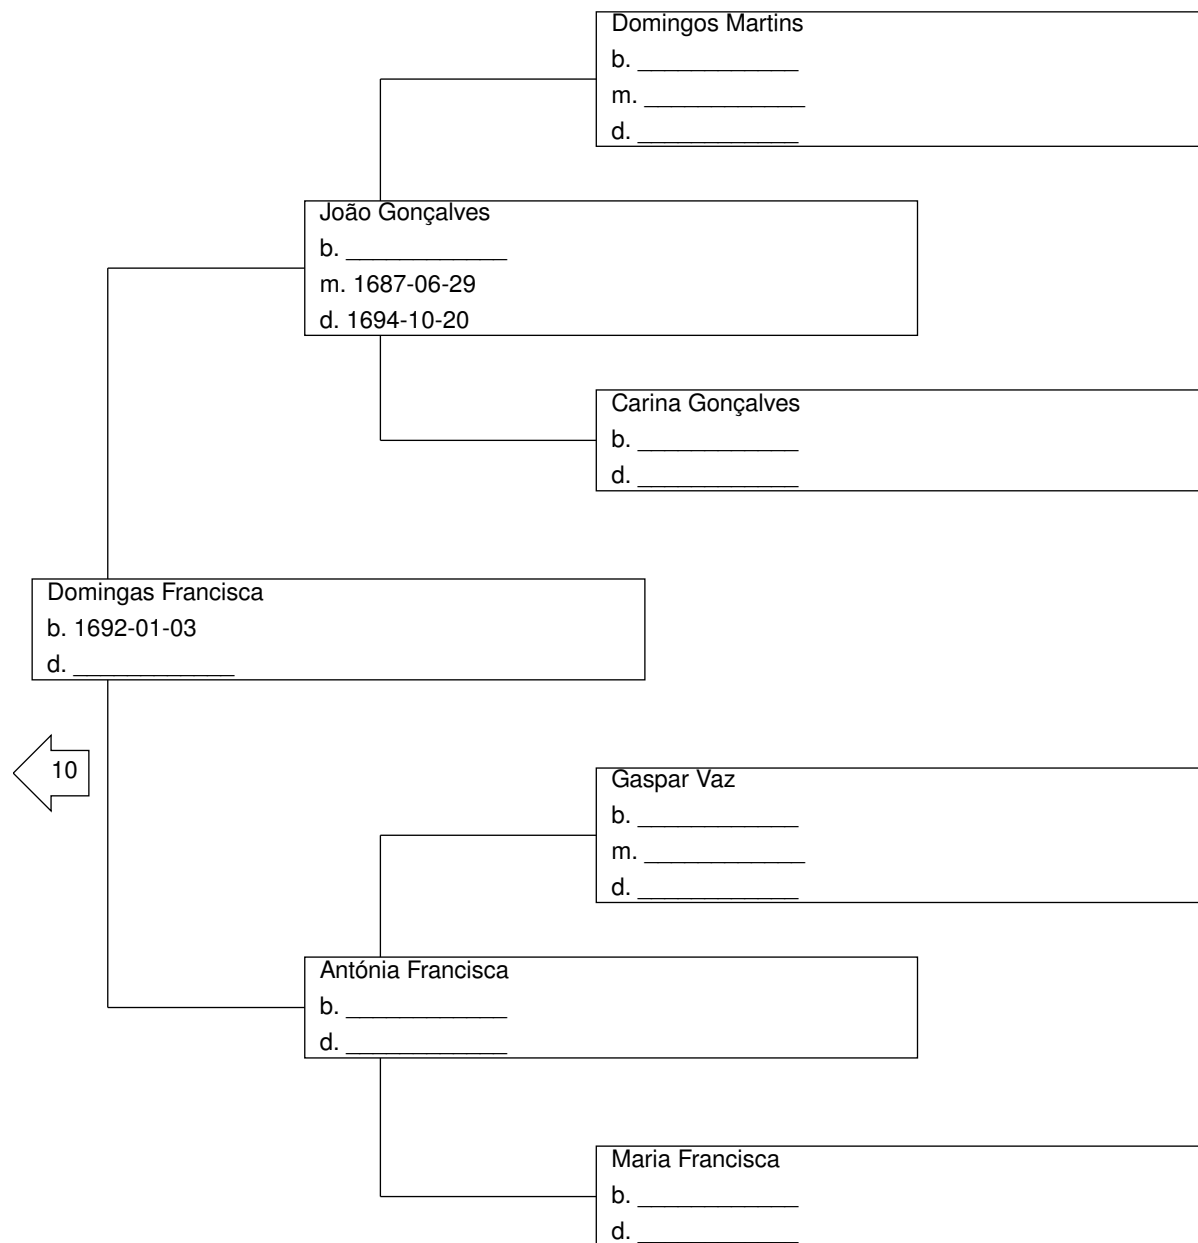 Domingos Martins
b. ____________
m. ____________
d. ____________
João Gonçalves
b. ____________
m. 1687-06-29
d. 1694-10-20
Carina Gonçalves
b. ____________
d. ____________
Domingas Francisca
b. 1692-01-03
d. ____________
10
Gaspar Vaz
b. ____________
m. ____________
d. ____________
Antónia Francisca
b. ____________
d. ____________
Maria Francisca
b. ____________
d. ____________